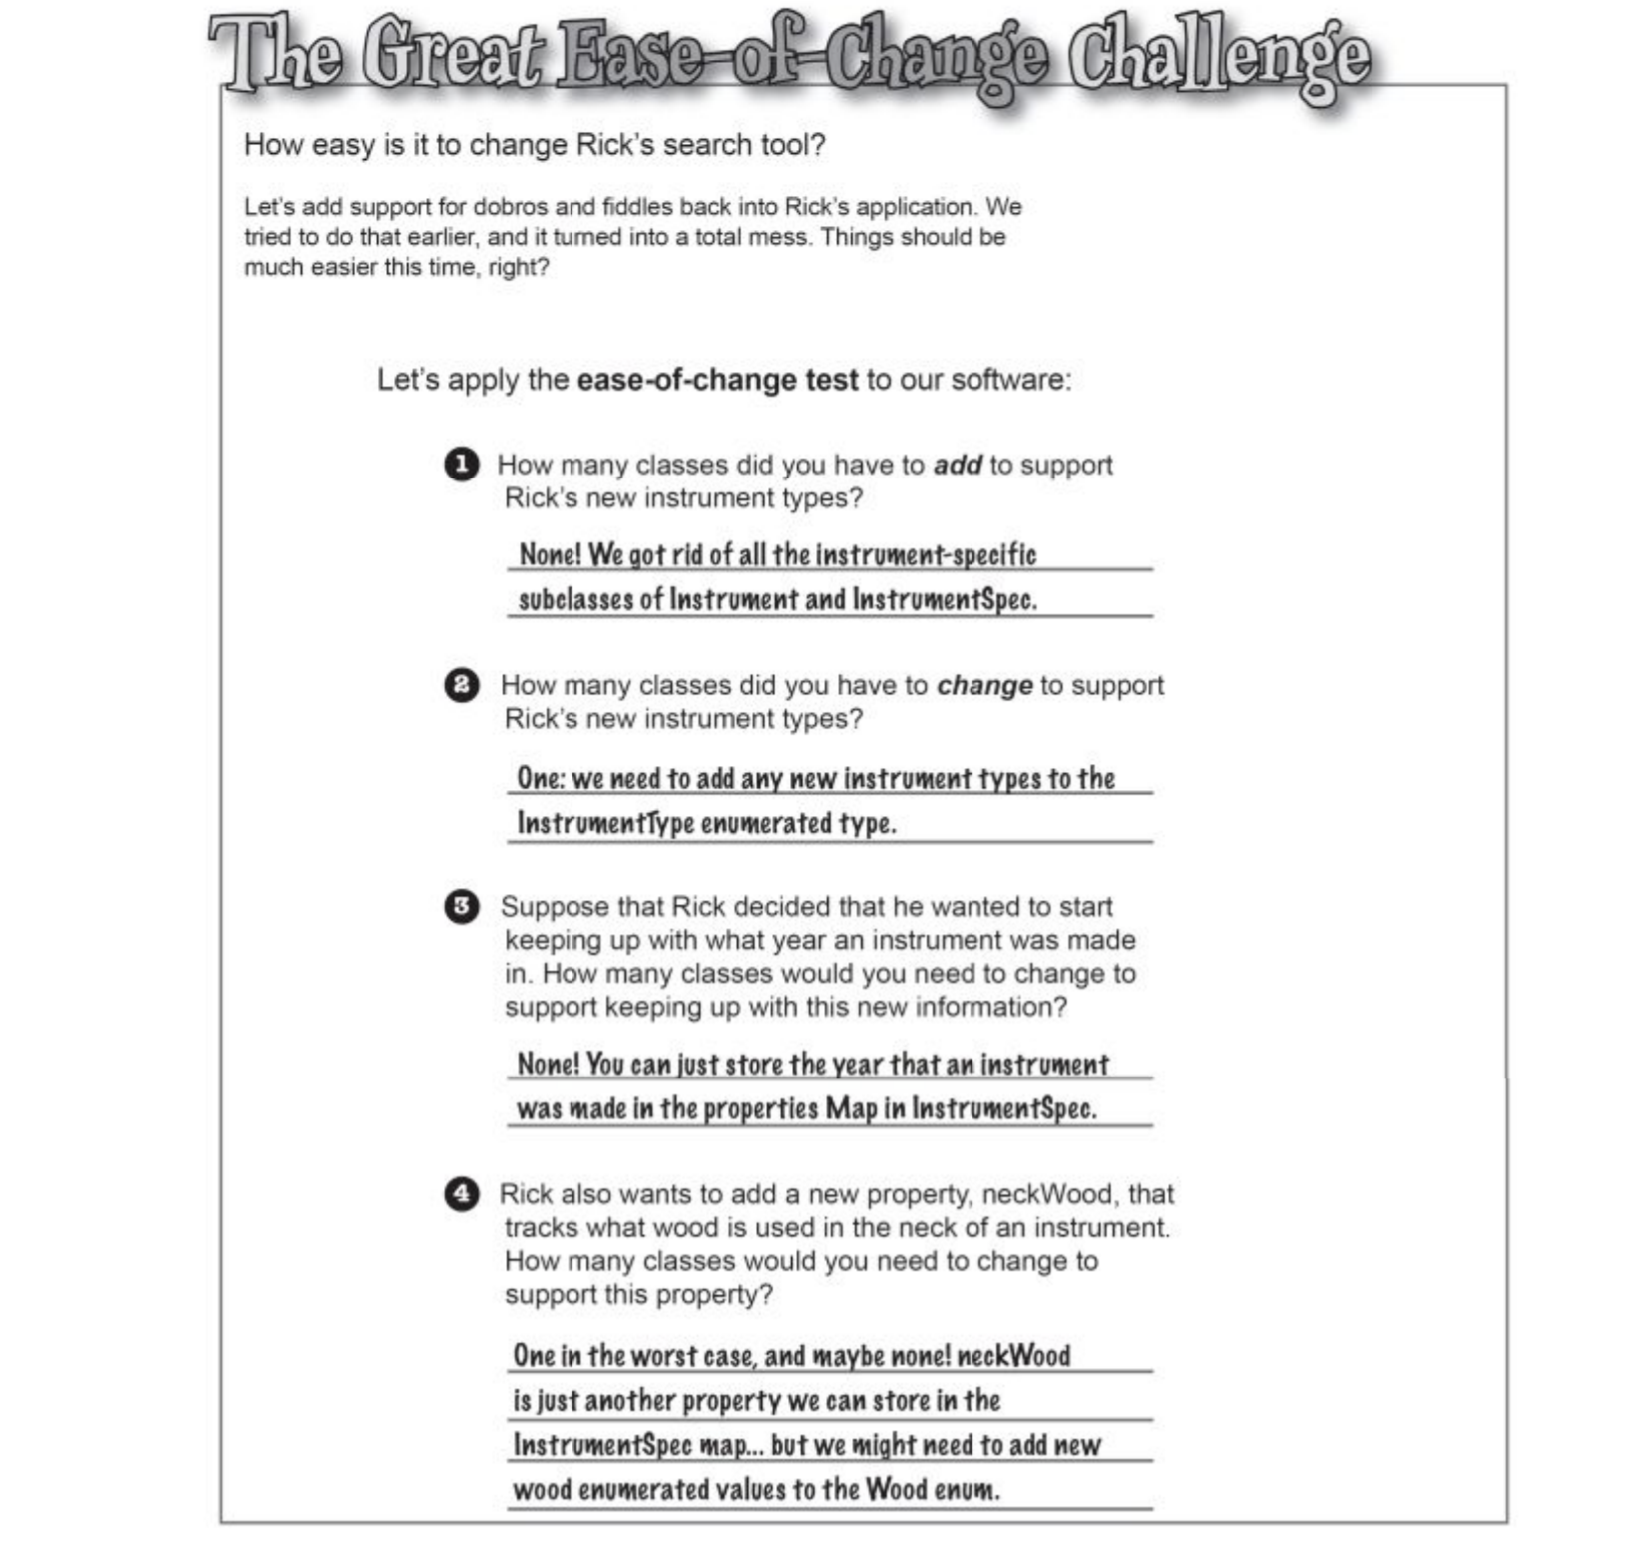 The Great Ease-of-Change Challenge
How easy is it to change Rick's search tool?
Let's add support for dobros and fiddles back into Rick's application. We
tried to do that earlier, and it turned into a total mess. Things should be
much easier this time, right?
Let's apply the ease-of-change test to our software:
1 How many classes did you have to add to support
Rick's new instrument types?
None! We got rid of all the instrument-specific
subclasses of Instrument and InstrumentSpec.
2 How many classes did you have to change to support
Rick's new instrument types?
One: we need to add any new instrument types to the
InstrumentType enumerated type.
3 Suppose that Rick decided that he wanted to start
keeping up with what year an instrument was made
in. How many classes would you need to change to
support keeping up with this new information?
None! You can just store the year that an instrument
was made in the properties Map in InstrumentSpec.
4 Rick also wants to add a new property, neckWood, that
tracks what wood is used in the neck of an instrument.
How many classes would you need to change to
support this property?
One in the worst case, and maybe none! neckWood
is just another property we can store in the
InstrumentSpec map... but we might need to add new
wood enumerated values to the Wood enum.